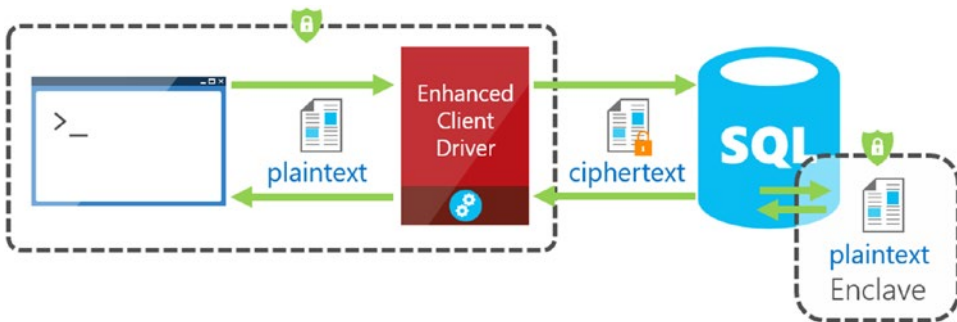 >_
plaintext
Enhanced
Client
Driver
ciphertext
SQL
plaintext
Enclave